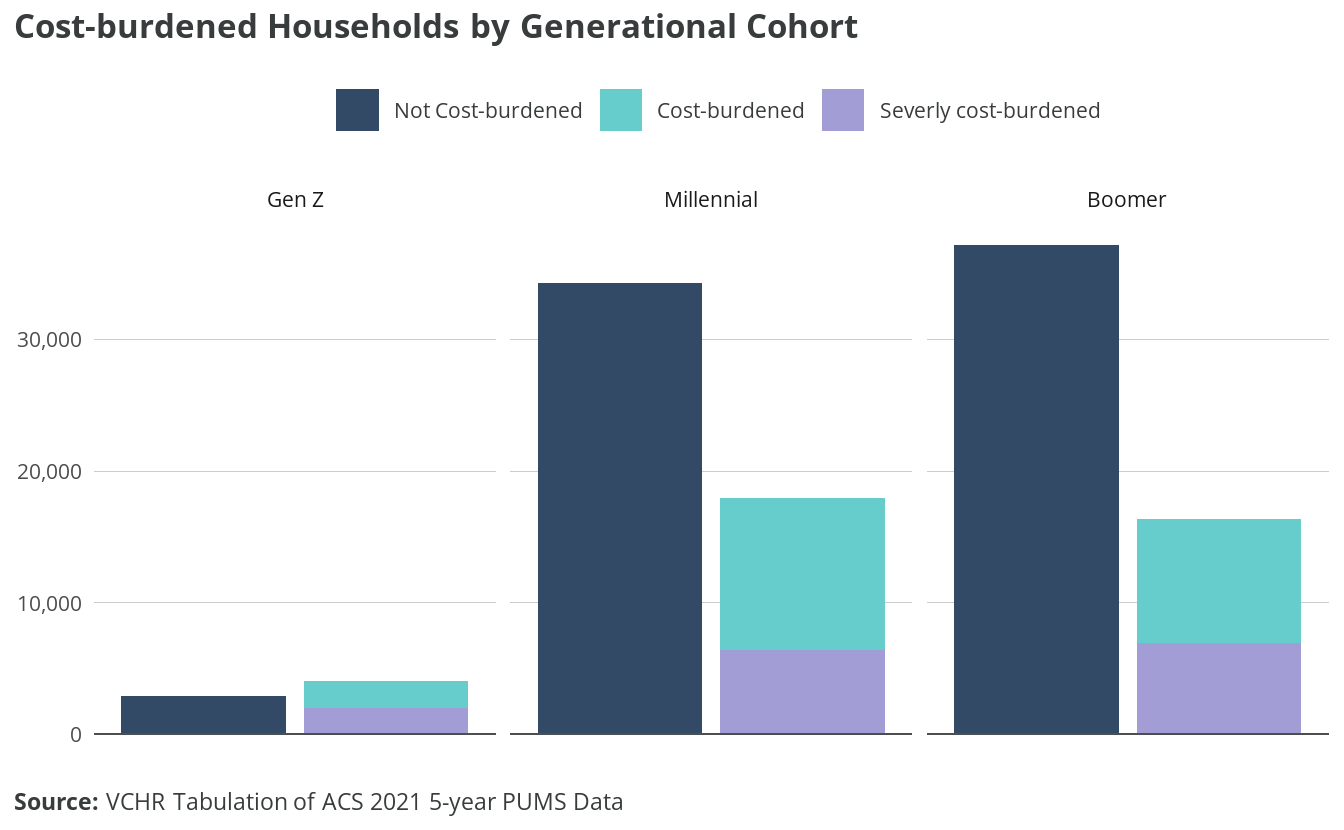 Cost-burdened Households by Generational Cohort
Not Cost-burdened Cost-burdened Severly cost-burdened
Gen Z Millennial Boomer
30,000
20,000
10,000
0
Source: VCHR Tabulation of ACS 2021 5-year PUMS Data